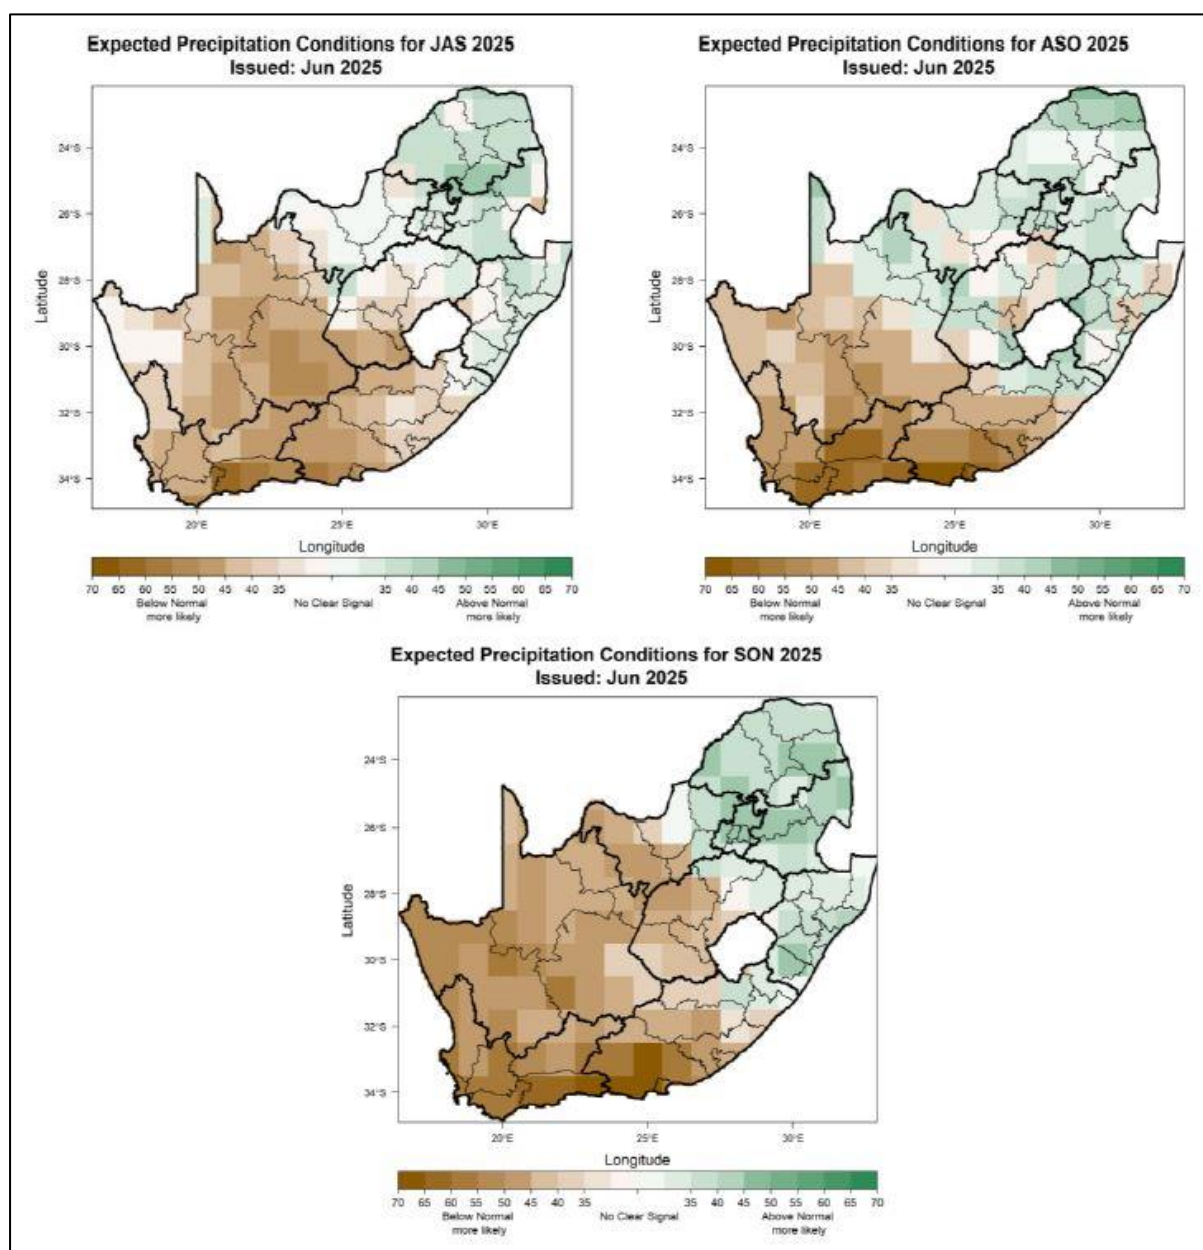 Expected Precipitation Conditions for JAS 2025
Issued: Jun 2025
24°S
26°S
28°S
30°S
32°S
34°S
Latitude
20°E 25°E 30°E
Longitude
70 65 60 55 50 45 40 35 35 40 45 50 55 60 65 70
Below Normal No Clear Signal Above Normal
more likely more likely
Expected Precipitation Conditions for ASO 2025
Issued: Jun 2025
24°S
26°S
28°S
30°S
32°S
34°S
Latitude
20°E 25°E 30°E
Longitude
70 65 60 55 50 45 40 35 35 40 45 50 55 60 65 70
Below Normal No Clear Signal Above Normal
more likely more likely
Expected Precipitation Conditions for SON 2025
Issued: Jun 2025
24°S
26°S
28°S
30°S
32°S
34°S
Latitude
20°E 25°E 30°E
Longitude
70 65 60 55 50 45 40 35 35 40 45 50 55 60 65 70
Below Normal No Clear Signal Above Normal
more likely more likely